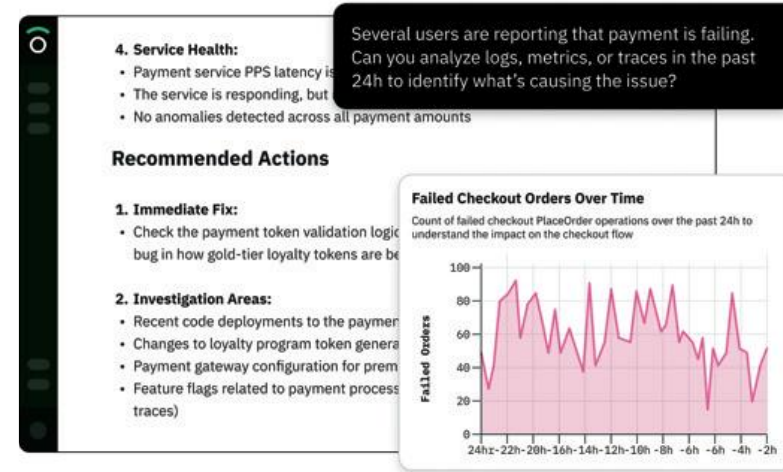 Several users are reporting that payment is failing.
Can you analyze logs, metrics, or traces in the past
24h to identify what's causing the issue?
4. Service Health:
• Payment service PPS latency is
• The service is responding, but
• No anomalies detected across all payment amounts
Recommended Actions
1. Immediate Fix:
• Check the payment token validation logic
bug in how gold-tier loyalty tokens are be
2. Investigation Areas:
• Recent code deployments to the paymen
• Changes to loyalty program token genera
• Payment gateway configuration for prem
• Feature flags related to payment process
traces)
Failed Checkout Orders Over Time
Count of failed checkout PlaceOrder operations over the past 24h to
understand the impact on the checkout flow
Failed Orders
100
80
60
40
20
0
24hr-22h-20h-16h-14h-12h-10h -8h -6h -6h -4h -2h